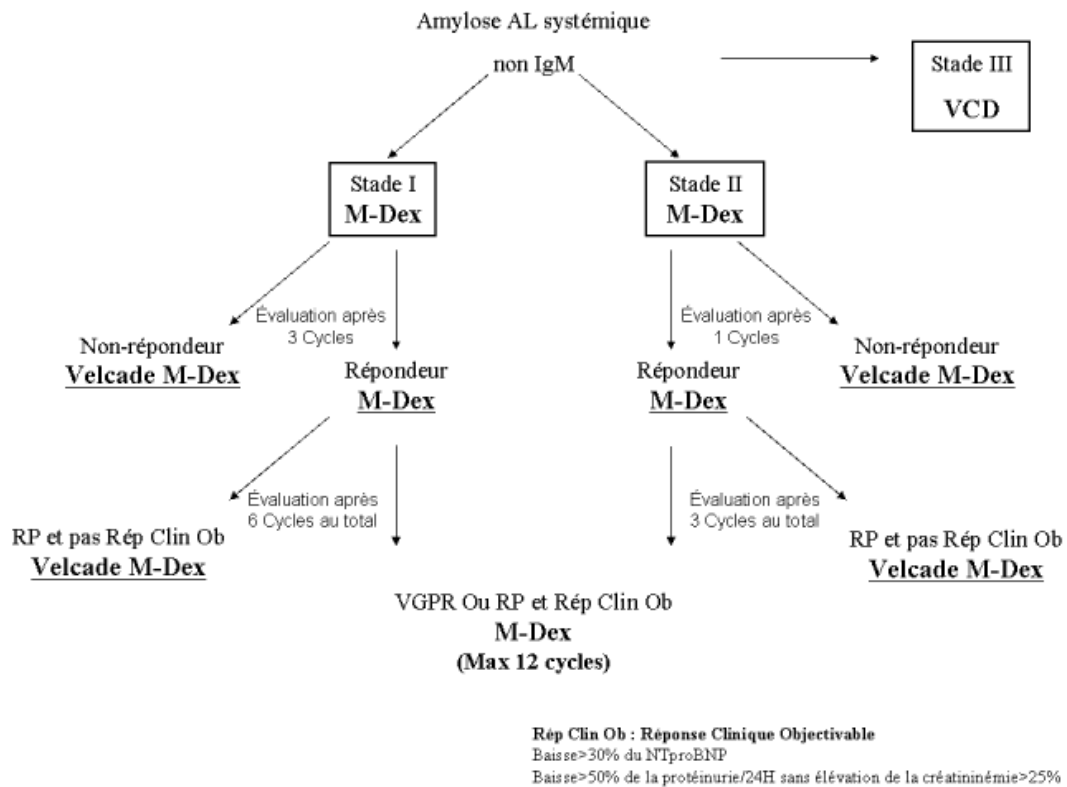 Amylose AL systémique
non IgM
Stade III
VCD
Stade I
M-Dex
Stade II
M-Dex
Évaluation après
3 Cycles
Évaluation après
1 Cycles
Non-répondeur
Velcade M-Dex
Répondeur
M-Dex
Répondeur
M-Dex
Non-répondeur
Velcade M-Dex
Évaluation après
6 Cycles au total
Évaluation après
3 Cycles au total
RP et pas Rép Clin Ob
Velcade M-Dex
RP et pas Rép Clin Ob
Velcade M-Dex
VGPR Ou RP et Rép Clin Ob
M-Dex
(Max 12 cycles)
Rép Clin Ob : Réponse Clinique Objectivable
Baisse>30% du NTproBNP
Baisse>50% de la protéinurie/24H sans élévation de la créatininémie>25%